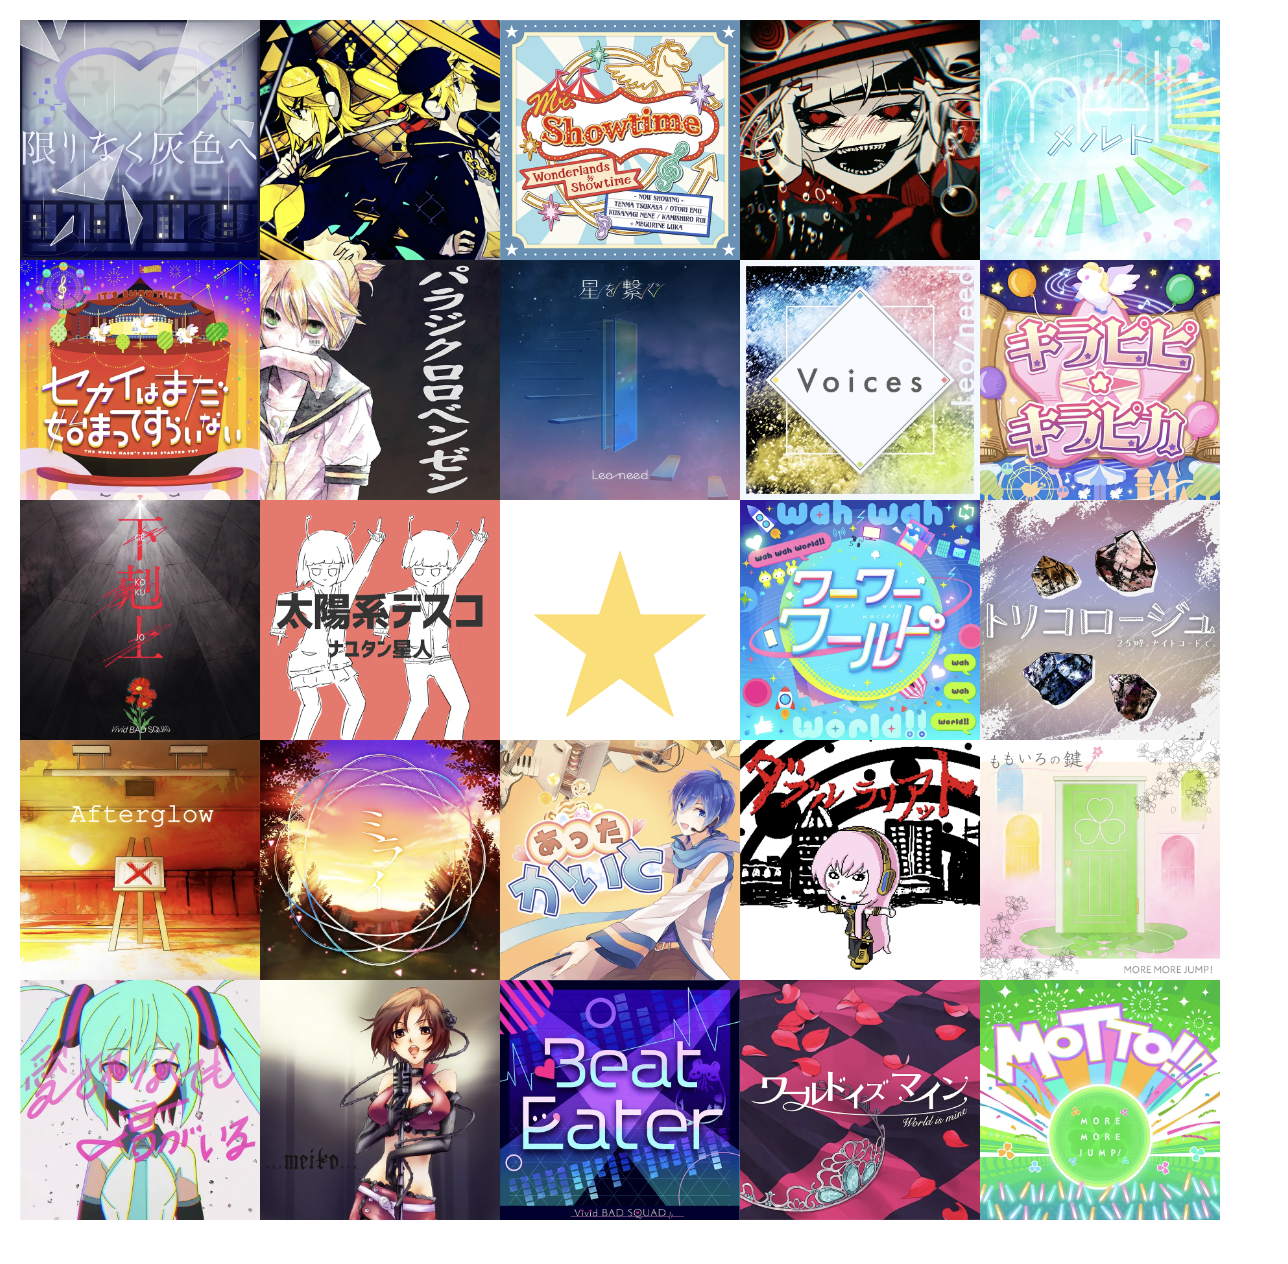 限りなく灰色へ
Mr.
Showtime
Wonderlands
×
Showtime
- NOW SHOWING -
TENMA TSUKASA / OTORI EMU
KUSANAGI NENE / KAMISHIRO RUI
+ MEGURINE LUKA
melt
メルト
セカイはまだ
始まってすらいない
THE WORLD HASN'T EVEN STARTED YET
パラジクロロベンゼン
星を繋ぐ
Leo/need
Voices
Leo/need
キラピピ
★
キラピカ
下剋上
GE
KO
KU
JO
Vivid BAD SQUAD
太陽系デスコ
ナユタン星人
wah wah
wah wah world!!
ワーワー
wah wah
world!!
ワールド
wah
wah
world!!
world!!
トリコロージュ
25時、ナイトコードで。
Afterglow
ミライ
あった
かいと
ダブルラリアット
ももいろの鍵
MORE MORE JUMP!
愛されなくても
君がいる
...meiko...
Beat
Eater
Vivid BAD SQUAD
ワールドイズマイン
World is mine
MOTTO!!!
MORE
MORE
JUMP!